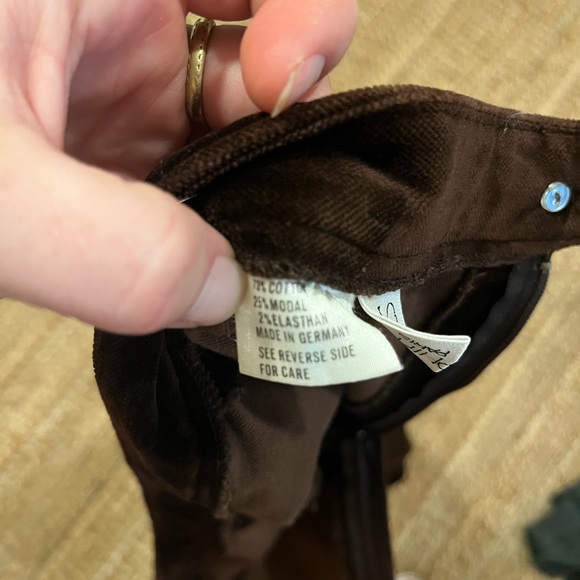 73% COTTON
25% MODAL
2% ELASTHAN
MADE IN GERMANY
SEE REVERSE SIDE
FOR CARE
S